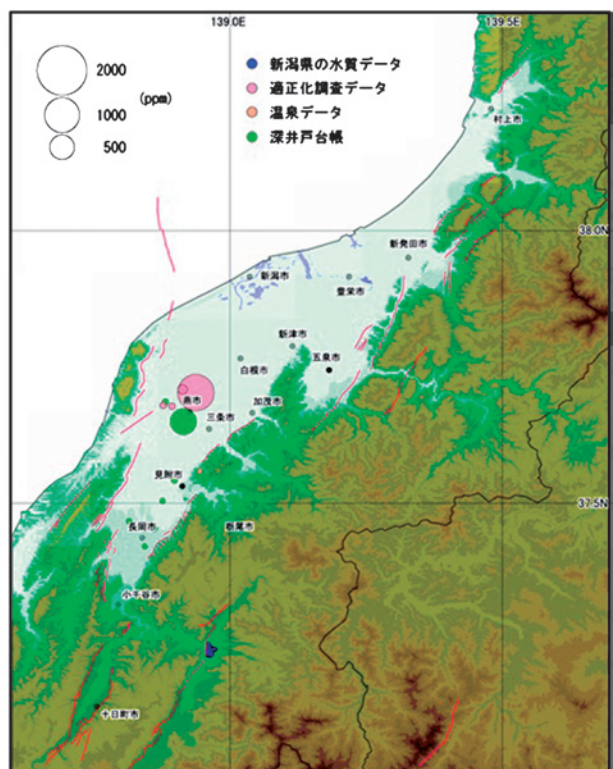 139.0E
139.5E
2000
(ppm)
1000
500
新潟県の水質データ
適正化調査データ
温泉データ
深井戸台帳
村上市
38.0N
新発田市
新潟市
豊栄市
新津市
五泉市
白根市
燕市
加茂市
三条市
見附市
37.5N
長岡市
栃尾市
小千谷市
十日町市